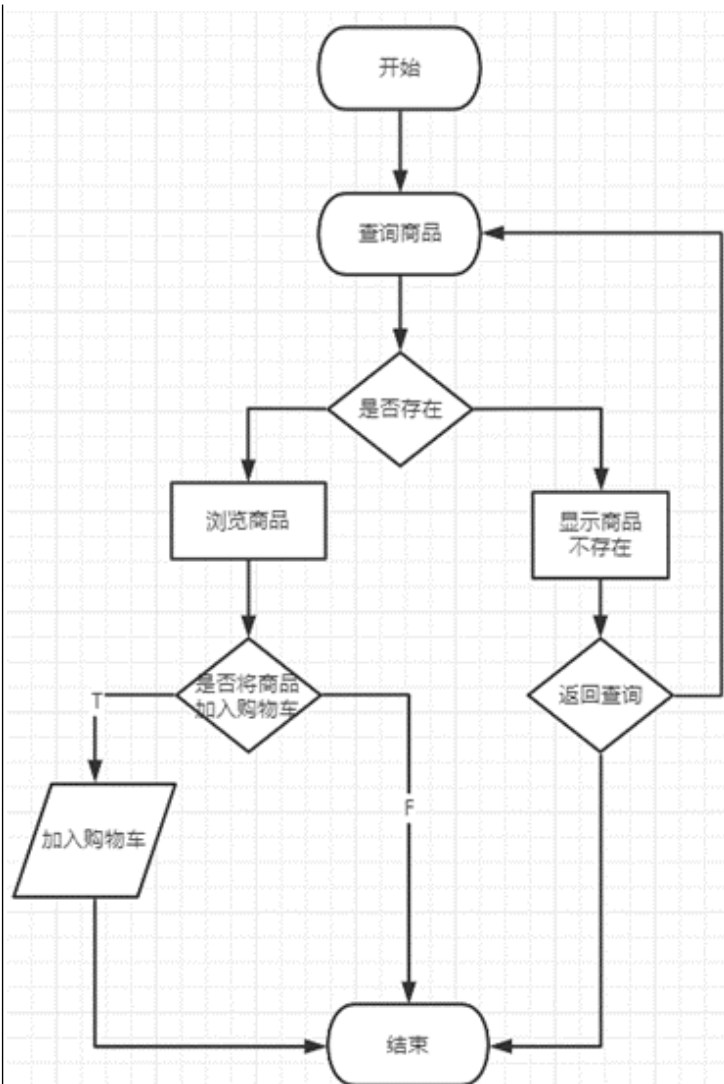 开始
查询商品
是否存在
浏览商品
显示商品
不存在
是否将商品
加入购物车
返回查询
T
F
加入购物车
结束